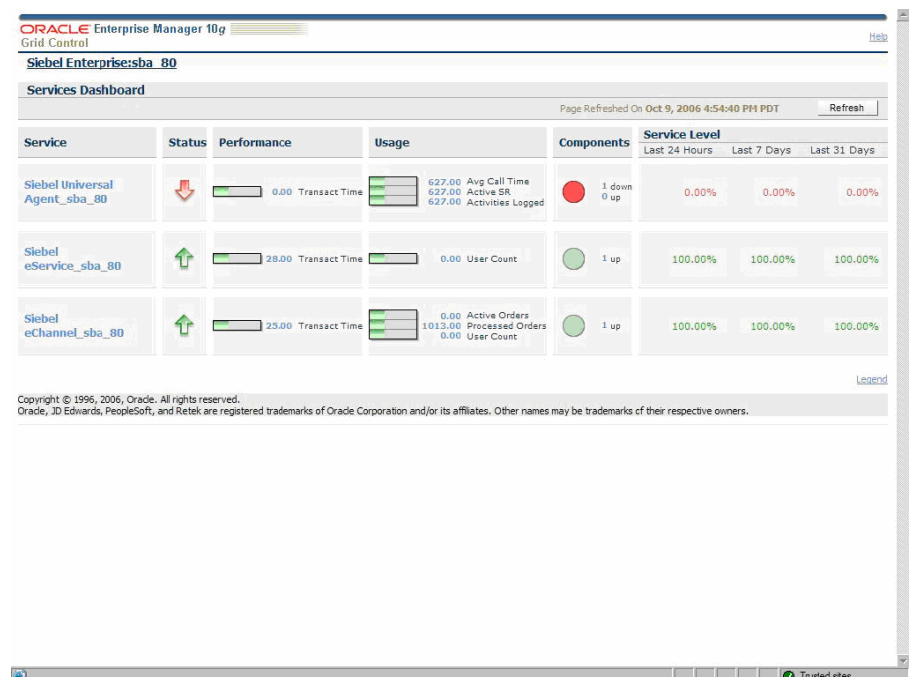 ORACLE Enterprise Manager 10g
Grid Control
Help
Siebel Enterprise:sba_80
Services Dashboard
Page Refreshed On Oct 9, 2006 4:54:40 PM PDT Refresh
Service Status Performance Usage Components Service Level
Last 24 Hours Last 7 Days Last 31 Days
Siebel Universal
Agent_sba_80
0.00 Transact Time
627.00 Avg Call Time
627.00 Active SR
627.00 Activities Logged
1 down
0 up
0.00% 0.00% 0.00%
Siebel
eService_sba_80
28.00 Transact Time
0.00 User Count
1 up
100.00% 100.00% 100.00%
Siebel
eChannel_sba_80
25.00 Transact Time
0.00 Active Orders
1013.00 Processed Orders
0.00 User Count
1 up
100.00% 100.00% 100.00%
Legend
Copyright © 1996, 2006, Oracle. All rights reserved.
Oracle, JD Edwards, PeopleSoft, and Retek are registered trademarks of Oracle Corporation and/or its affiliates. Other names may be trademarks of their respective owners.
Trusted sites